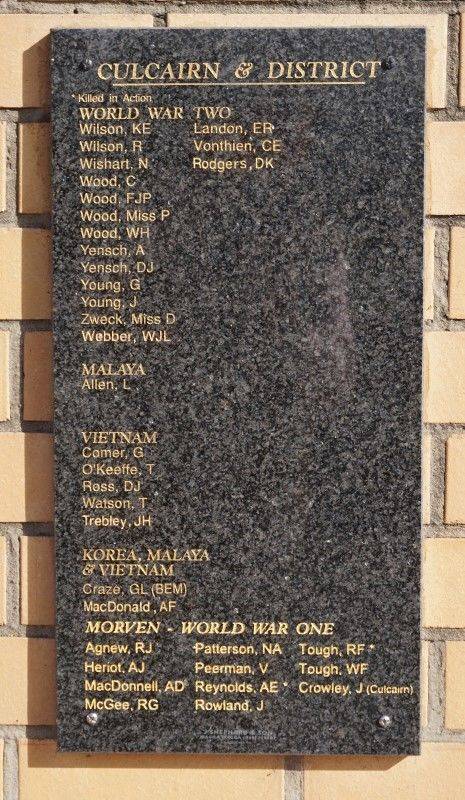 CULCAIRN & DISTRICT
* Killed in Action
WORLD WAR TWO
Wilson, KE Landon, ER
Wilson, R Vonthien, CE
Wishart, N Rodgers, DK
Wood, C
Wood, FJP
Wood, Miss P
Wood, WH
Yensch, A
Yensch, DJ
Young, G
Young, J
Zweck, Miss D
Webber, WJL
MALAYA
Allen, L
VIETNAM
Comer, G
O'Keeffe, T
Ross, DJ
Watson, T
Trebley, JH
KOREA, MALAYA
& VIETNAM
Craze, GL (BEM)
MacDonald, AF
MORVEN - WORLD WAR ONE
Agnew, RJ Patterson, NA Tough, RF *
Heriot, AJ Peerman, V Tough, WF
MacDonnell, AD Reynolds, AE * Crowley, J (Culcairn)
McGee, RG Rowland, J